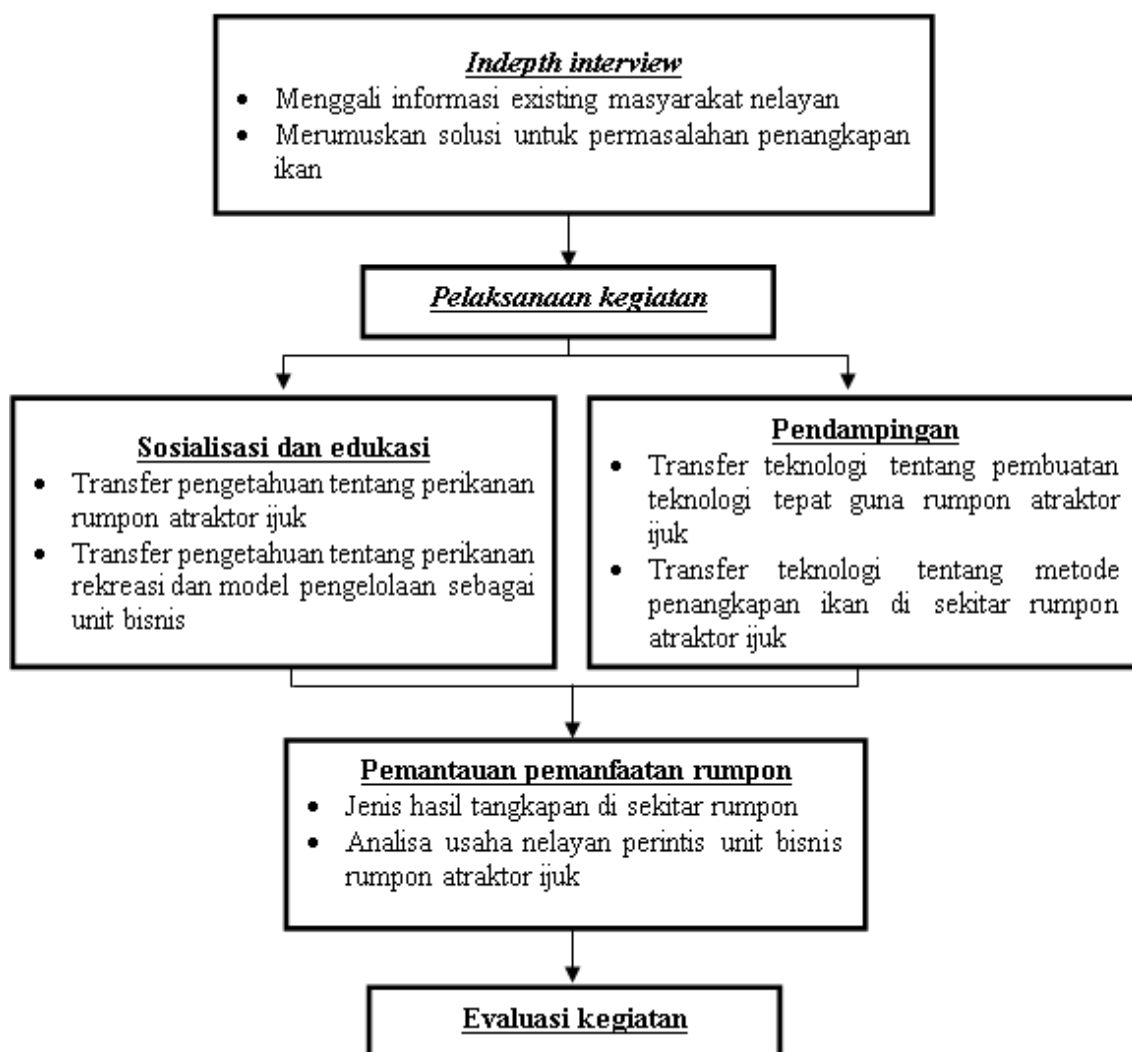 Indepth interview
• Menggali informasi existing masyarakat nelayan
• Merumuskan solusi untuk permasalahan penangkapan
ikan
Pelaksanaan kegiatan
Sosialisasi dan edukasi
• Transfer pengetahuan tentang perikanan
rumpon atraktor ijuk
• Transfer pengetahuan tentang perikanan
rekreasi dan model pengelolaan sebagai
unit bisnis
Pendampingan
• Transfer teknologi tentang pembuatan
teknologi tepat guna rumpon atraktor
ijuk
• Transfer teknologi tentang metode
penangkapan ikan di sekitar rumpon
atraktor ijuk
Pemantauan pemanfaatan rumpon
• Jenis hasil tangkapan di sekitar rumpon
• Analisa usaha nelayan perintis unit bisnis
rumpon atraktor ijuk
Evaluasi kegiatan